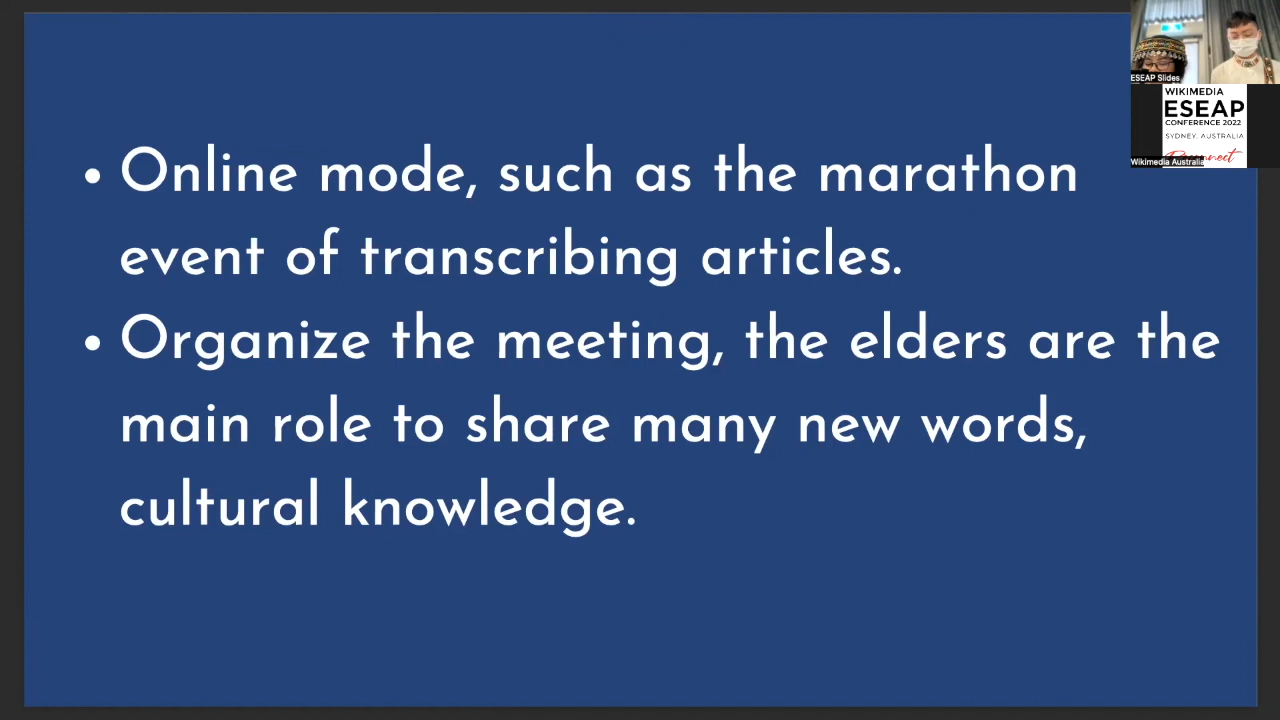 • Online mode, such as the marathon
event of transcribing articles.
• Organize the meeting, the elders are the
main role to share many new words,
cultural knowledge.
ESEAP Slides
WIKIMEDIA
ESEAP
CONFERENCE 2022
SYDNEY, AUSTRALIA
Reconnect
Wikimedia Australia